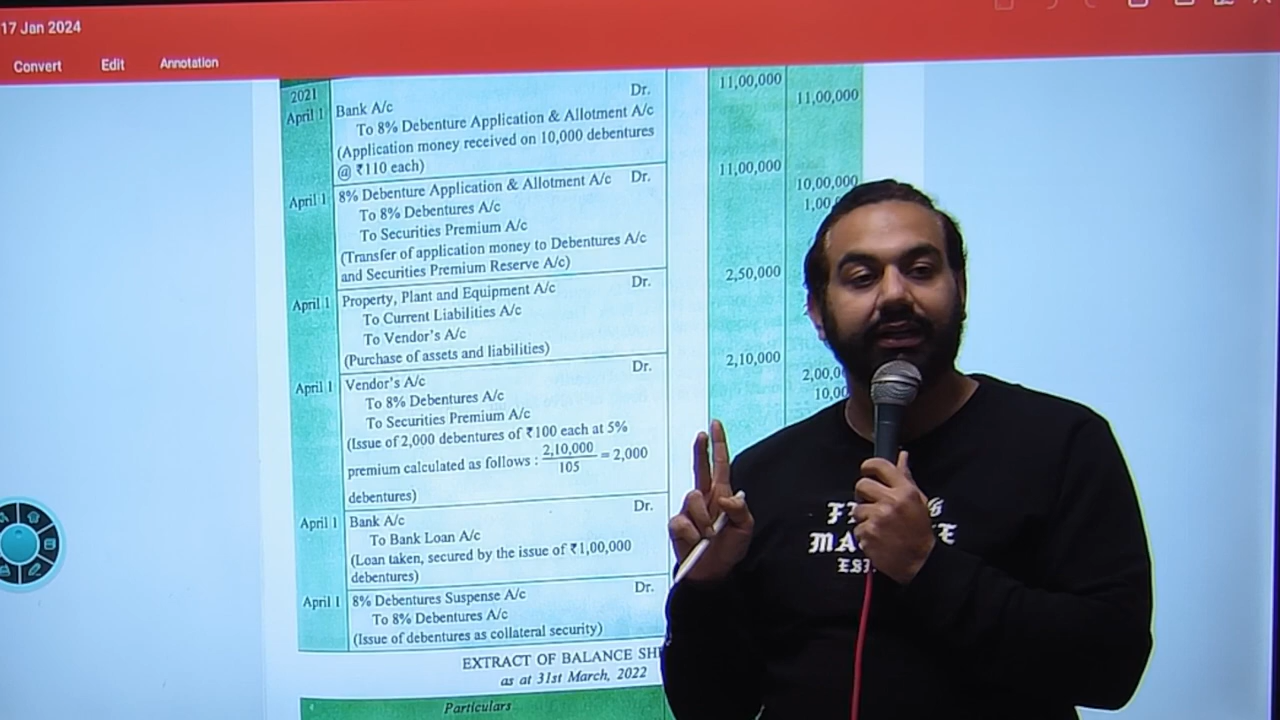 17 Jan 2024
Convert Edit Annotation
2021
April 1 Bank A/c Dr. 11,00,000
To 8% Debenture Application & Allotment A/c 11,00,000
(Application money received on 10,000 debentures
@ ₹110 each)
April 1 8% Debenture Application & Allotment A/c Dr. 11,00,000
To 8% Debentures A/c 10,00,000
To Securities Premium A/c
(Transfer of application money to Debentures A/c
and Securities Premium Reserve A/c)
April 1 Property, Plant and Equipment A/c Dr. 2,50,000
To Current Liabilities A/c
To Vendor's A/c
(Purchase of assets and liabilities)
April 1 Vendor's A/c Dr. 2,10,000
To 8% Debentures A/c
To Securities Premium A/c
(Issue of 2,000 debentures of ₹100 each at 5%
premium calculated as follows : 2,10,000 / 105 = 2,000
debentures)
April 1 Bank A/c Dr.
To Bank Loan A/c
(Loan taken, secured by the issue of ₹1,00,000
debentures)
April 1 8% Debentures Suspense A/c Dr.
To 8% Debentures A/c
(Issue of debentures as collateral security)
EXTRACT OF BALANCE
as at 31st March, 2022
Particulars